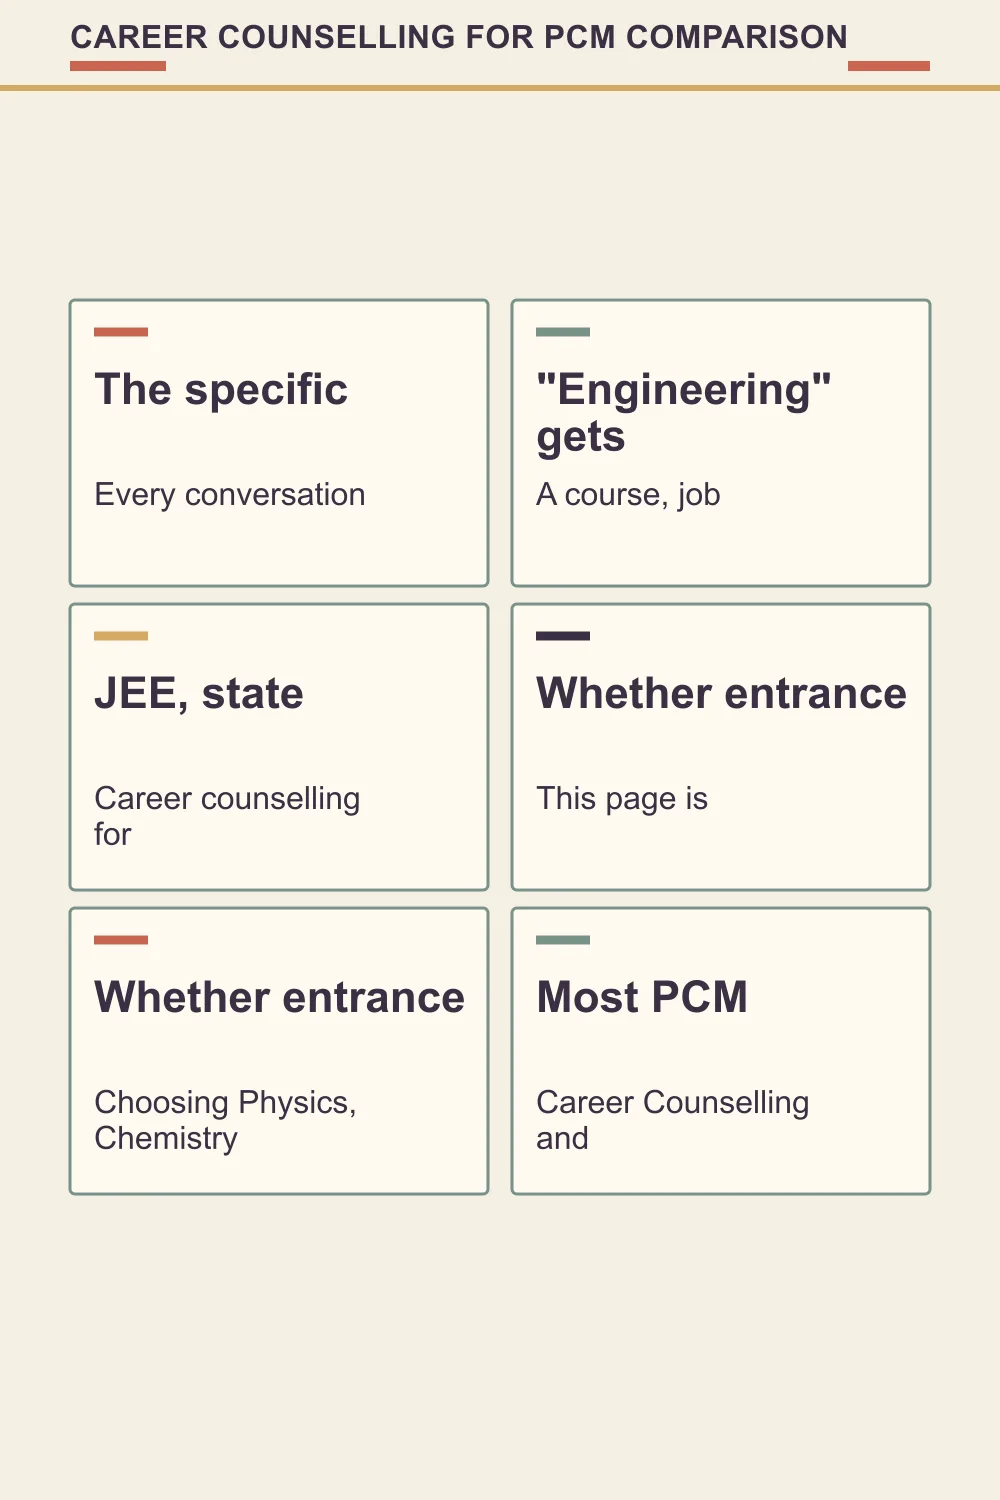 CAREER COUNSELLING FOR PCM COMPARISON
The specific
Every conversation
"Engineering"
gets
A course, job
JEE, state
Career counselling
for
Whether entrance
This page is
Whether entrance
Choosing Physics,
Chemistry
Most PCM
Career Counselling
and